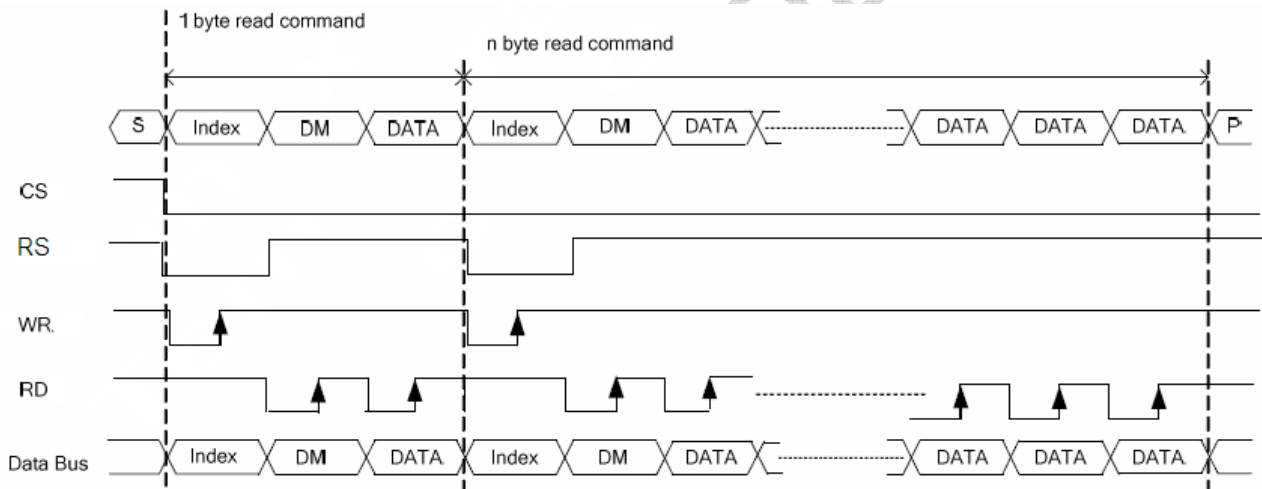 1 byte read command
n byte read command
S Index DM DATA Index DM DATA DATA DATA DATA. P
CS
RS
WR.
RD
Data Bus Index DM DATA. Index DM DATA DATA DATA DATA.